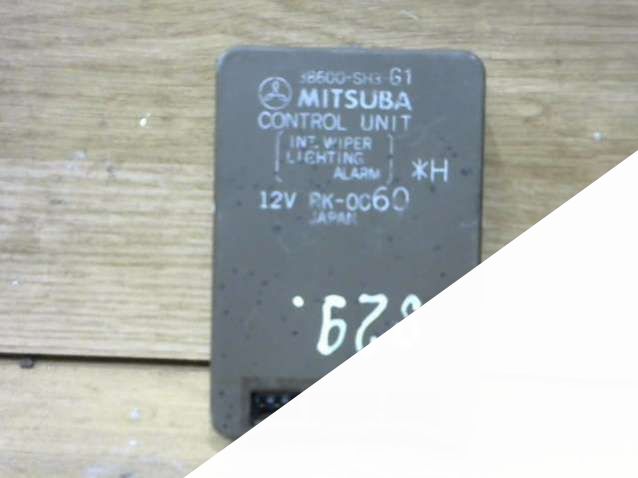 38600-SH3 G1
MITSUBA
CONTROL UNIT
INT. WIPER
LIGHTING
ALARM
*H
12V RK-0060
JAPAN